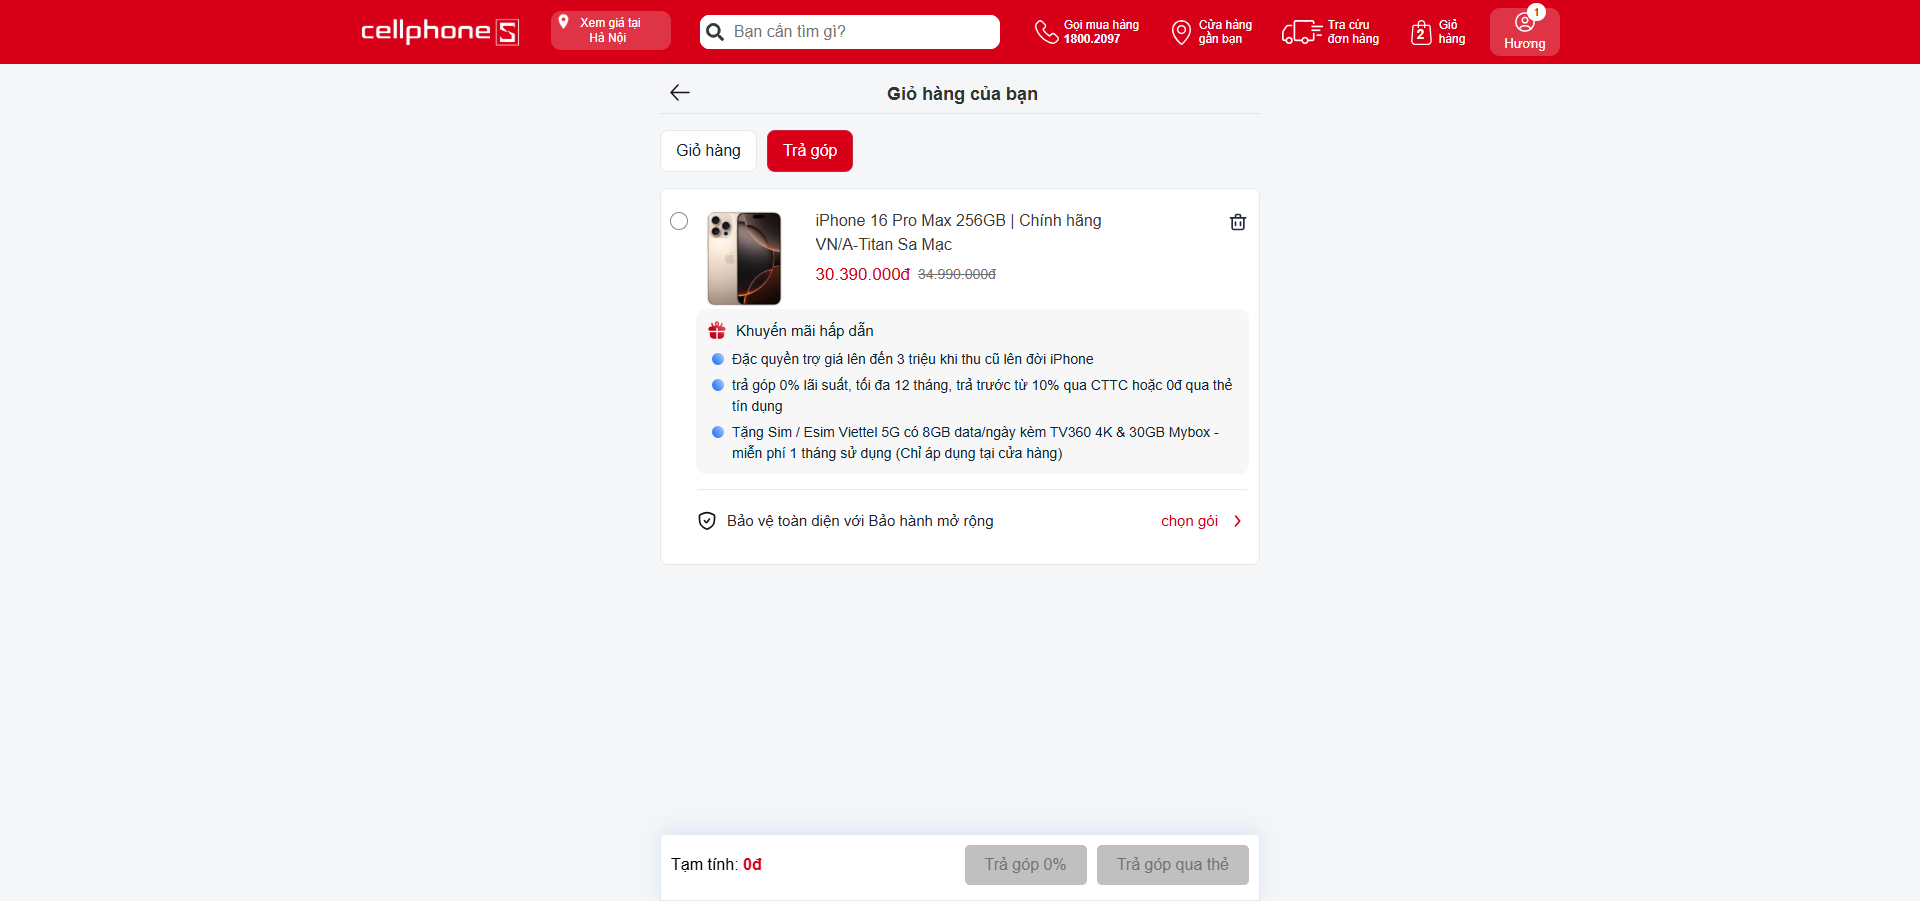 cellphoneS
Xem giá tại
Hà Nội
Bạn cần tìm gì?
Gọi mua hàng
1800.2097
Cửa hàng
gần bạn
Tra cứu
đơn hàng
2
Giỏ
hàng
1
Hương
Giỏ hàng của bạn
Giỏ hàng
Trả góp
iPhone 16 Pro Max 256GB | Chính hãng
VN/A-Titan Sa Mạc
30.390.000đ 34.990.000đ
Khuyến mãi hấp dẫn
Đặc quyền trợ giá lên đến 3 triệu khi thu cũ lên đời iPhone
trả góp 0% lãi suất, tối đa 12 tháng, trả trước từ 10% qua CTTC hoặc 0đ qua thẻ
tín dụng
Tặng Sim / Esim Viettel 5G có 8GB data/ngày kèm TV360 4K & 30GB Mybox -
miễn phí 1 tháng sử dụng (Chỉ áp dụng tại cửa hàng)
Bảo vệ toàn diện với Bảo hành mở rộng
chọn gói
Tạm tính: 0đ
Trả góp 0%
Trả góp qua thẻ